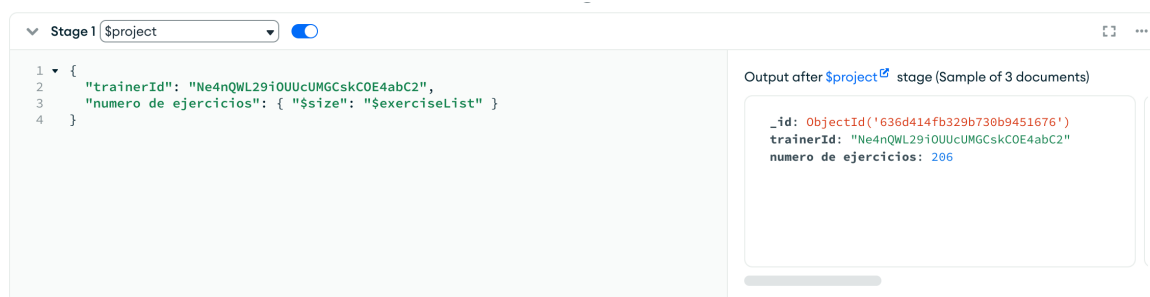 Stage 1 $project
1 {
2 "trainerId": "Ne4nQWL29iOUUcUMGCskCOE4abC2",
3 "numero de ejercicios": { "$size": "$exerciseList" }
4 }
Output after $project stage (Sample of 3 documents)
_id: ObjectId('636d414fb329b730b9451676')
trainerId: "Ne4nQWL29iOUUcUMGCskCOE4abC2"
numero de ejercicios: 206